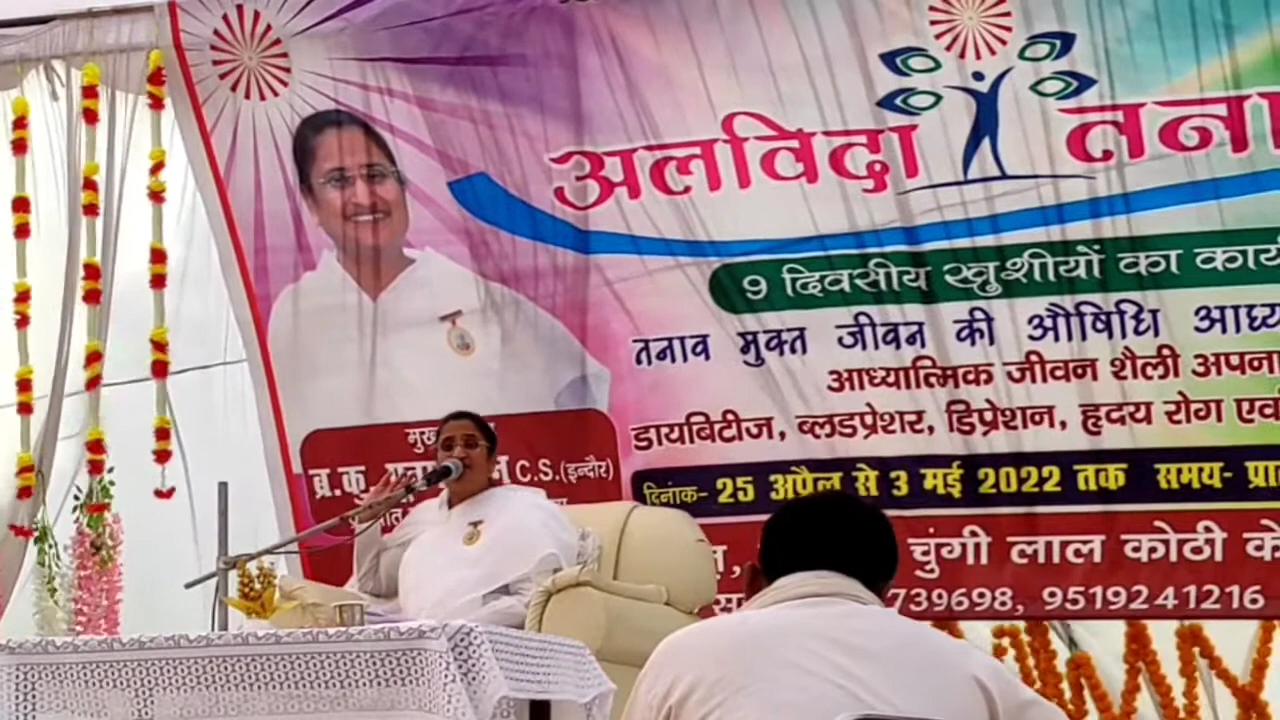 अलविदा तना
9 दिवसीय खुशीयों का कार्य
तनाव मुक्त जीवन की औषिधि आध्य
आध्यात्मिक जीवन शैली अपना
डायबिटीज, ब्लडप्रेशर, डिप्रेशन, हृदय रोग एवं
दिनांक- 25 अप्रैल से 3 मई 2022 तक समय- प्रा
मुख
ब्र.कु. C.S.(इन्दौर)
चुंगी लाल कोठी के
739698, 9519241216